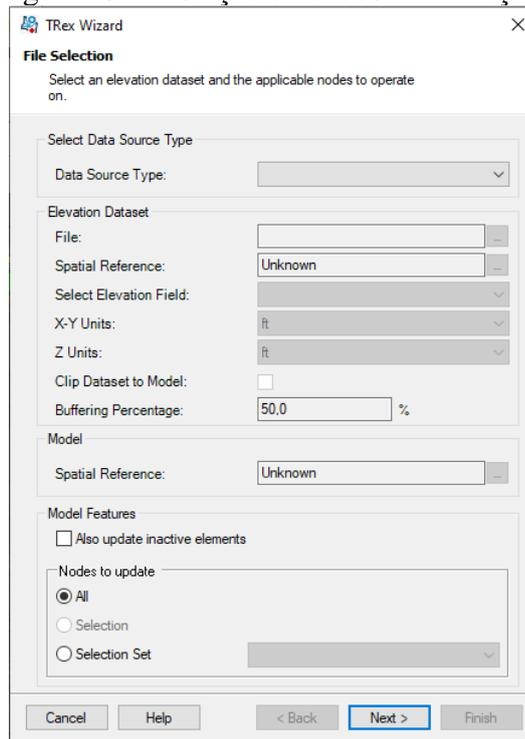 TRex Wizard
File Selection
Select an elevation dataset and the applicable nodes to operate
on.
Select Data Source Type
Data Source Type:
Elevation Dataset
File: ...
Spatial Reference: Unknown ...
Select Elevation Field:
X-Y Units: ft
Z Units: ft
Clip Dataset to Model:
Buffering Percentage: 50,0 %
Model
Spatial Reference: Unknown ...
Model Features
Also update inactive elements
Nodes to update
All
Selection
Selection Set
Cancel Help < Back Next > Finish